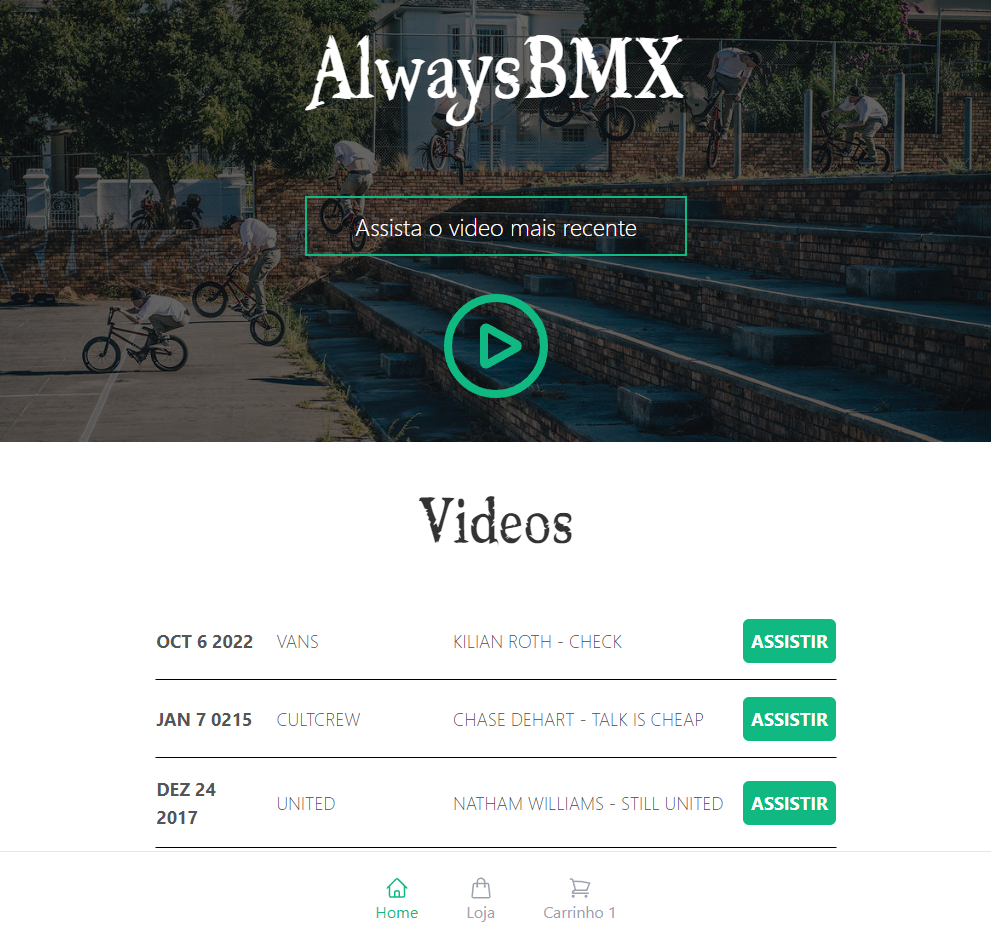 AlwaysBMX
Assista o video mais recente
Videos
OCT 6 2022 VANS KILIAN ROTH - CHECK ASSISTIR
JAN 7 0215 CULTCREW CHASE DEHART - TALK IS CHEAP ASSISTIR
DEZ 24
2017 UNITED NATHAM WILLIAMS - STILL UNITED ASSISTIR
Home Loja Carrinho 1